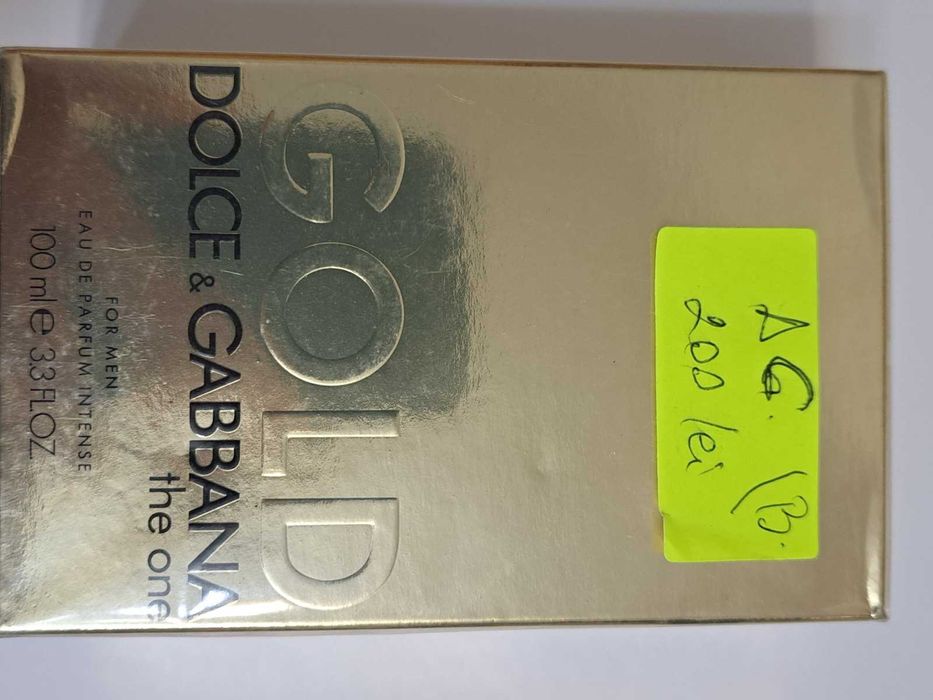 GOLD
DOLCE & GABBANA
the one
FOR MEN
EAU DE PARFUM INTENSE
100 ml e 3.3 FL.OZ.
200 lei